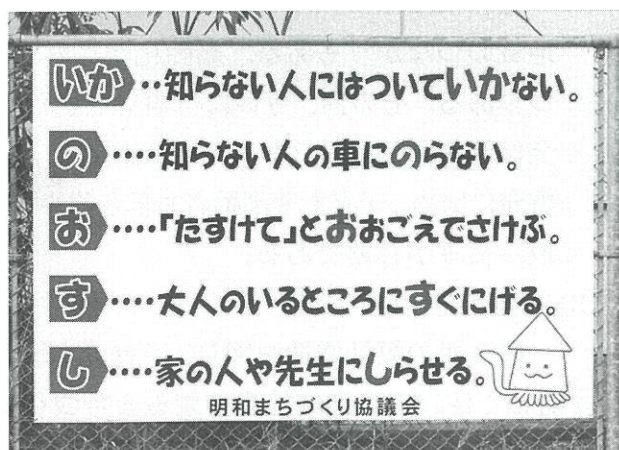 いか‥知らない人にはついていかない。
の‥‥知らない人の車にのらない。
お‥‥「たすけて」とおおごえでさけぶ。
す‥‥大人のいるところにすぐにげる。
し‥‥家の人や先生にしらせる。
明和まちづくり協議会